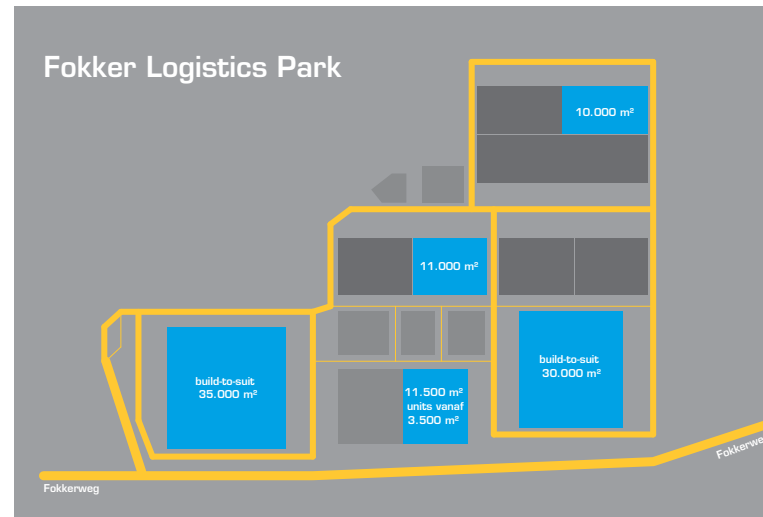 Fokker Logistics Park
10.000 m²
11.000 m²
build-to-suit
30.000 m²
build-to-suit
35.000 m²
11.500 m²
units vanaf
3.500 m²
Fokkerwe
Fokkerweg